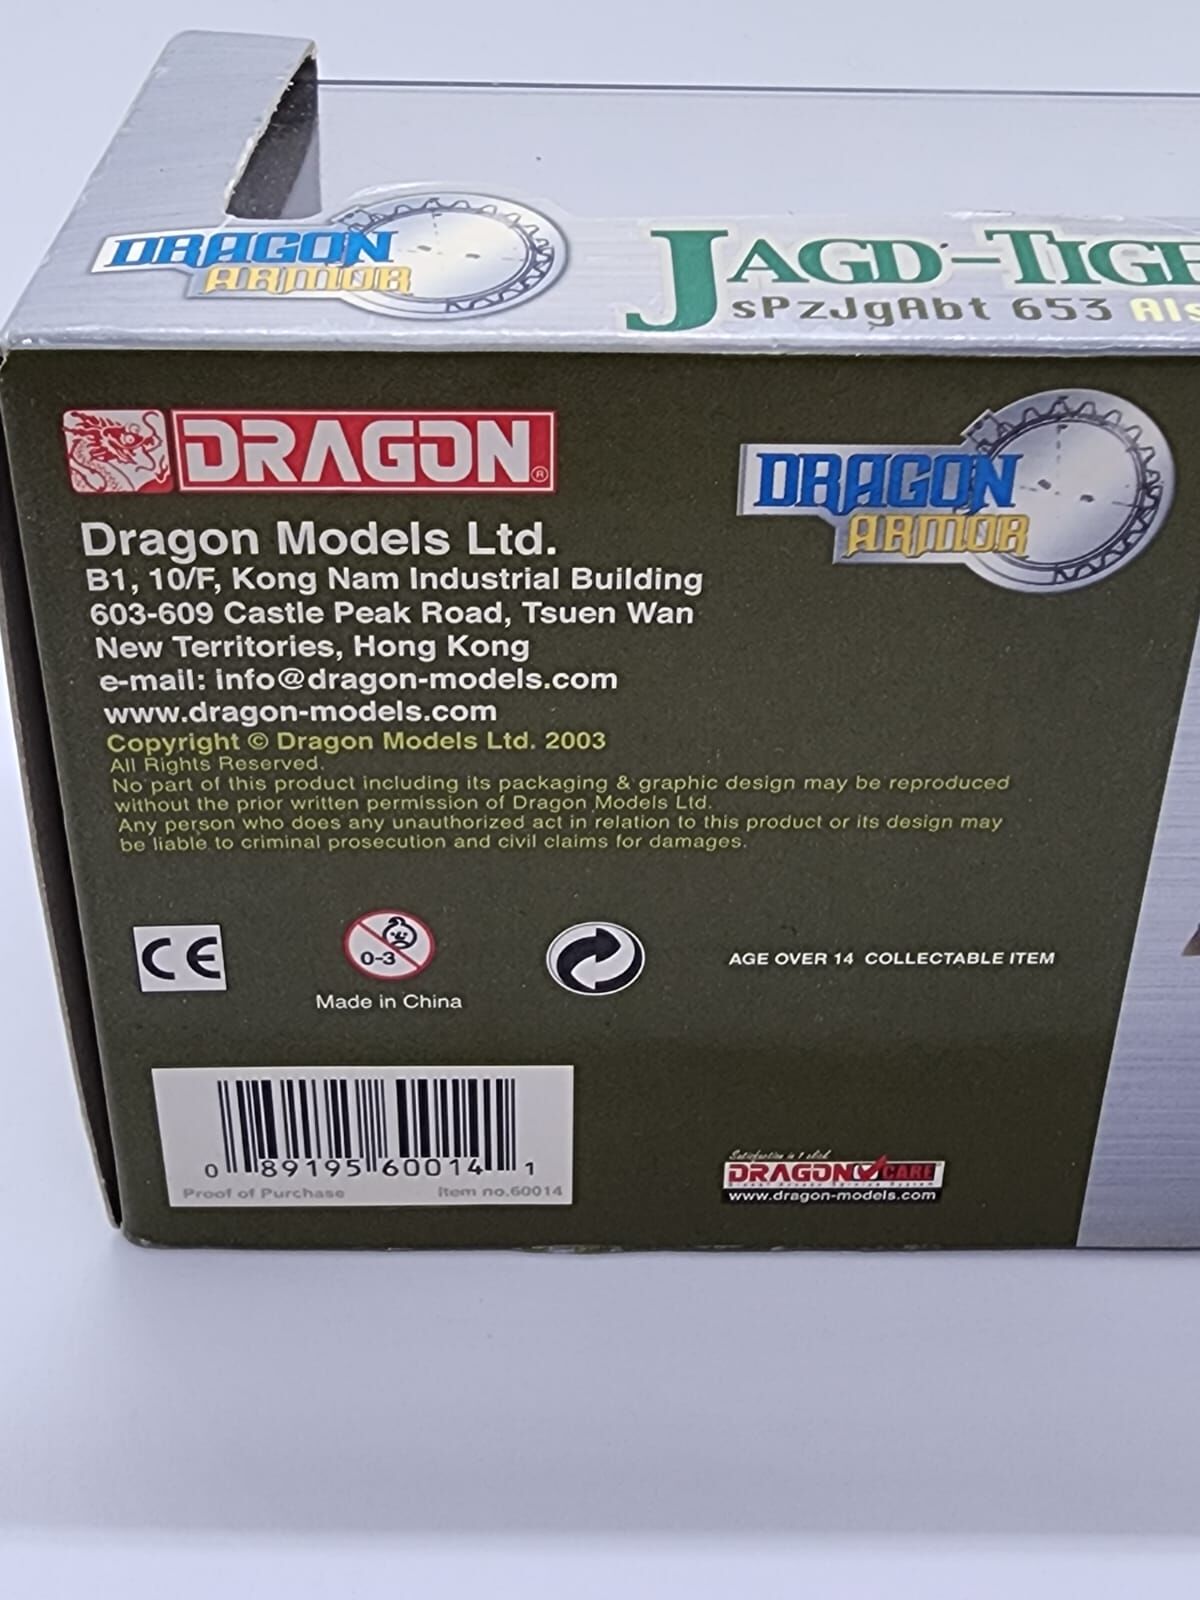 DRAGON
ARMOR
JAGD-TIGE
sPzJgAbt 653 Als
DRAGON®
DRAGON
ARMOR
Dragon Models Ltd.
B1, 10/F, Kong Nam Industrial Building
603-609 Castle Peak Road, Tsuen Wan
New Territories, Hong Kong
e-mail: info@dragon-models.com
www.dragon-models.com
Copyright © Dragon Models Ltd. 2003
All Rights Reserved.
No part of this product including its packaging & graphic design may be reproduced
without the prior written permission of Dragon Models Ltd.
Any person who does any unauthorized act in relation to this product or its design may
be liable to criminal prosecution and civil claims for damages.
CE
0-3
AGE OVER 14 COLLECTABLE ITEM
Made in China
0 89195 60014 1
Proof of Purchase Item no.60014
Satisfaction is 1 click
DRAGON CARE
www.dragon-models.com